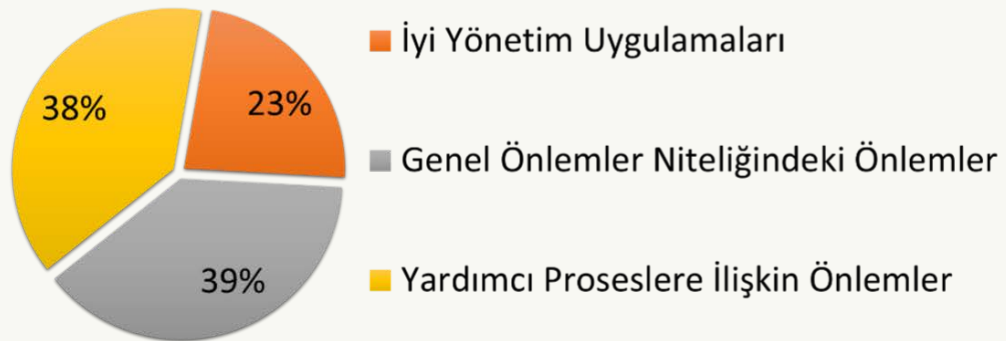 38%
23%
39%
İyi Yönetim Uygulamaları
Genel Önlemler Niteliğindeki Önlemler
Yardımcı Proseslere İlişkin Önlemler